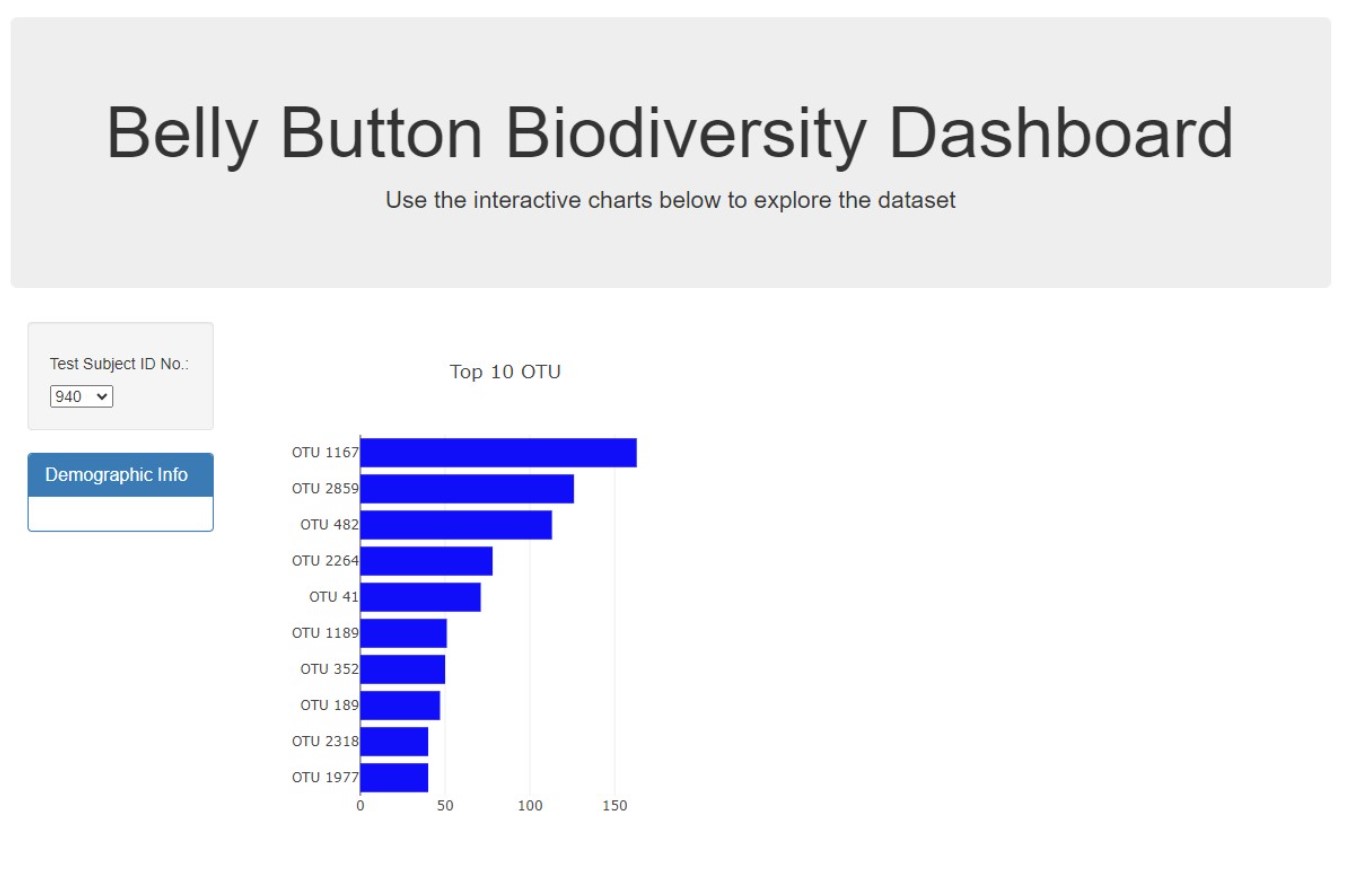 Belly Button Biodiversity Dashboard
Use the interactive charts below to explore the dataset
Test Subject ID No.:
940
Demographic Info
Top 10 OTU
OTU 1167
OTU 2859
OTU 482
OTU 2264
OTU 41
OTU 1189
OTU 352
OTU 189
OTU 2318
OTU 1977
0 50 100 150